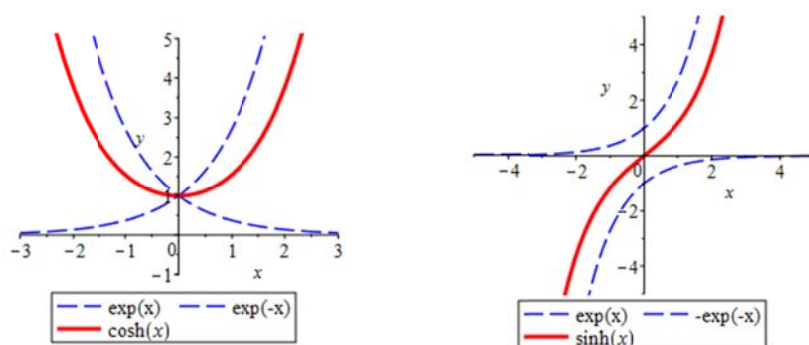 5
4
3
y
2
1
−3 −2 −1 0 1 2 3
−1
x
exp(x) exp(-x)
cosh(x)
4
y
2
−4 −2 0 2 4
x
−2
−4
exp(x) -exp(-x)
sinh(x)